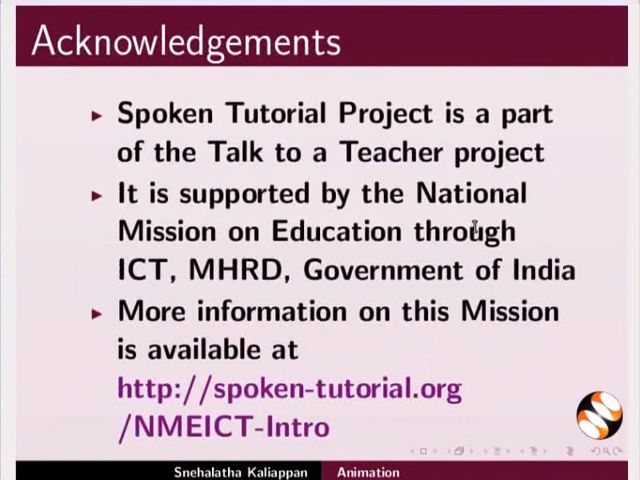 Acknowledgements
Spoken Tutorial Project is a part
of the Talk to a Teacher project
It is supported by the National
Mission on Education through
ICT, MHRD, Government of India
More information on this Mission
is available at
http://spoken-tutorial.org
/NMEICT-Intro
Snehalatha Kaliappan Animation